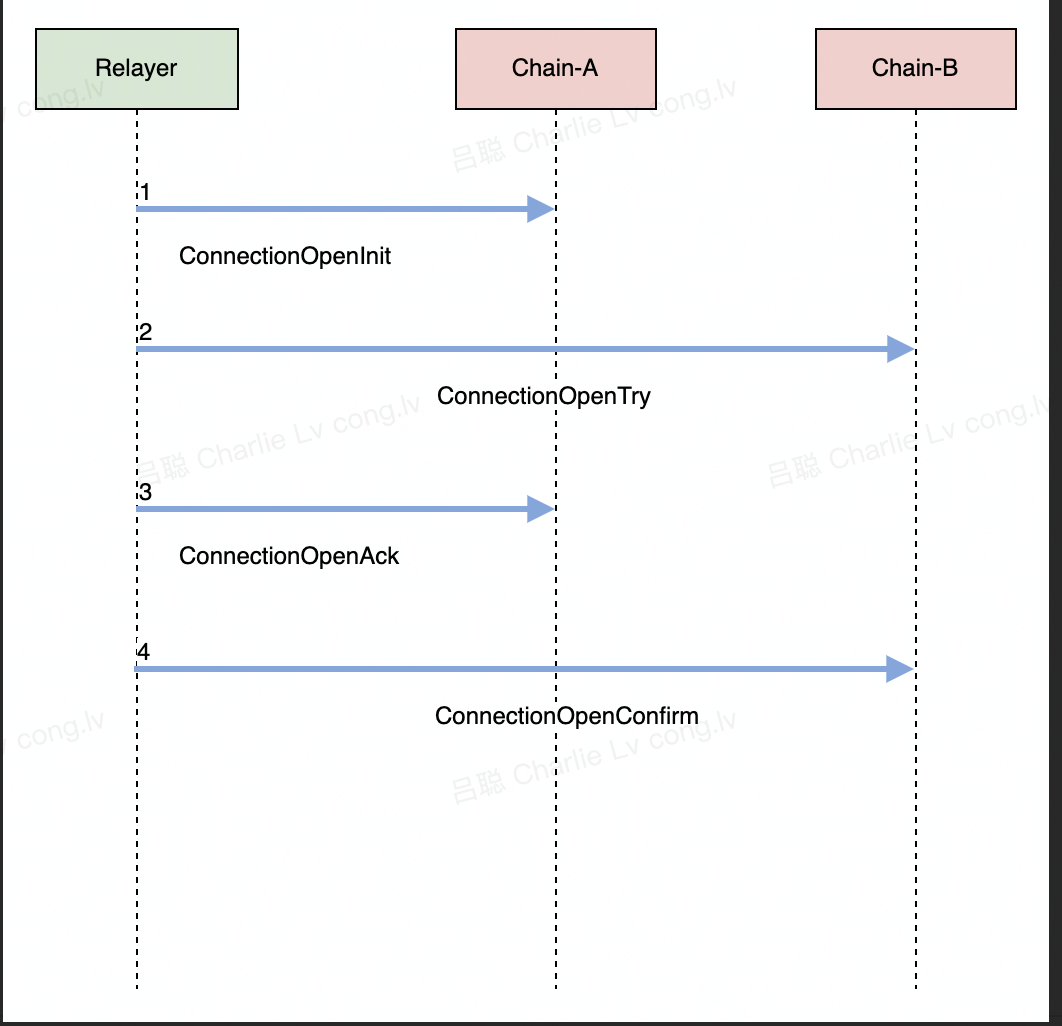 Relayer
Chain-A
Chain-B
cong.lv
吕聪 Charlie Lv cong.lv
1
ConnectionOpenInit
2
ConnectionOpenTry
吕聪 Charlie Lv cong.lv
吕聪 Charlie Lv cong.lv
3
ConnectionOpenAck
4
ConnectionOpenConfirm
cong.lv
吕聪 Charlie Lv cong.lv